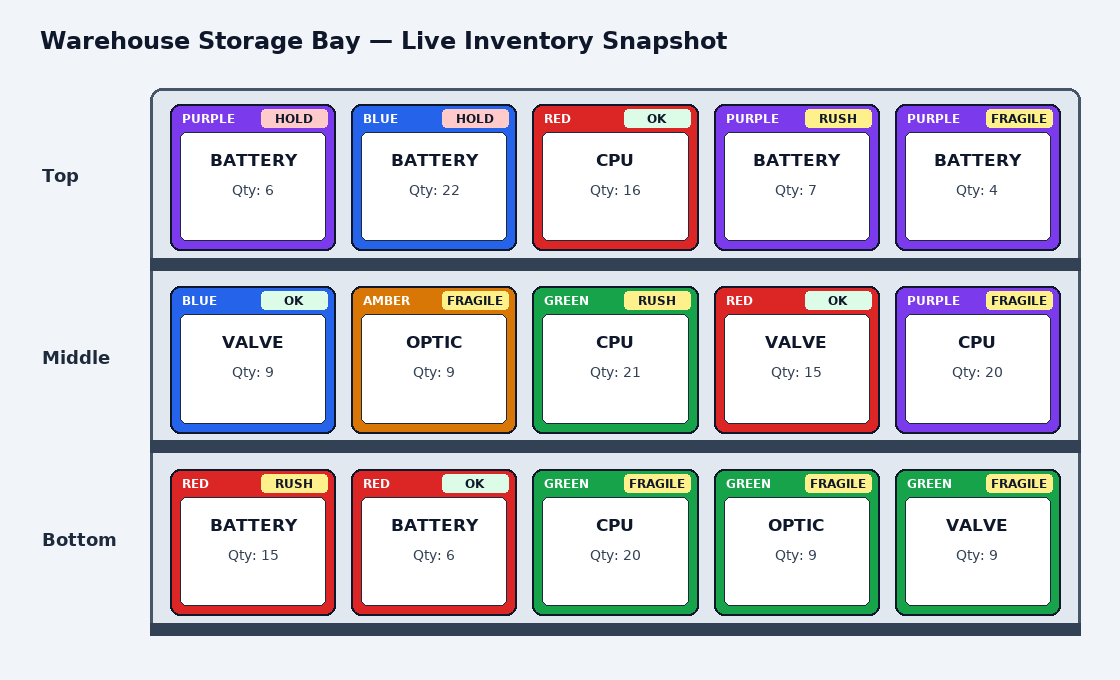 Warehouse Storage Bay — Live Inventory Snapshot
Top
PURPLE HOLD
BATTERY
Qty: 6
BLUE HOLD
BATTERY
Qty: 22
RED OK
CPU
Qty: 16
PURPLE RUSH
BATTERY
Qty: 7
PURPLE FRAGILE
BATTERY
Qty: 4
Middle
BLUE OK
VALVE
Qty: 9
AMBER FRAGILE
OPTIC
Qty: 9
GREEN RUSH
CPU
Qty: 21
RED OK
VALVE
Qty: 15
PURPLE FRAGILE
CPU
Qty: 20
Bottom
RED RUSH
BATTERY
Qty: 15
RED OK
BATTERY
Qty: 6
GREEN FRAGILE
CPU
Qty: 20
GREEN FRAGILE
OPTIC
Qty: 9
GREEN FRAGILE
VALVE
Qty: 9